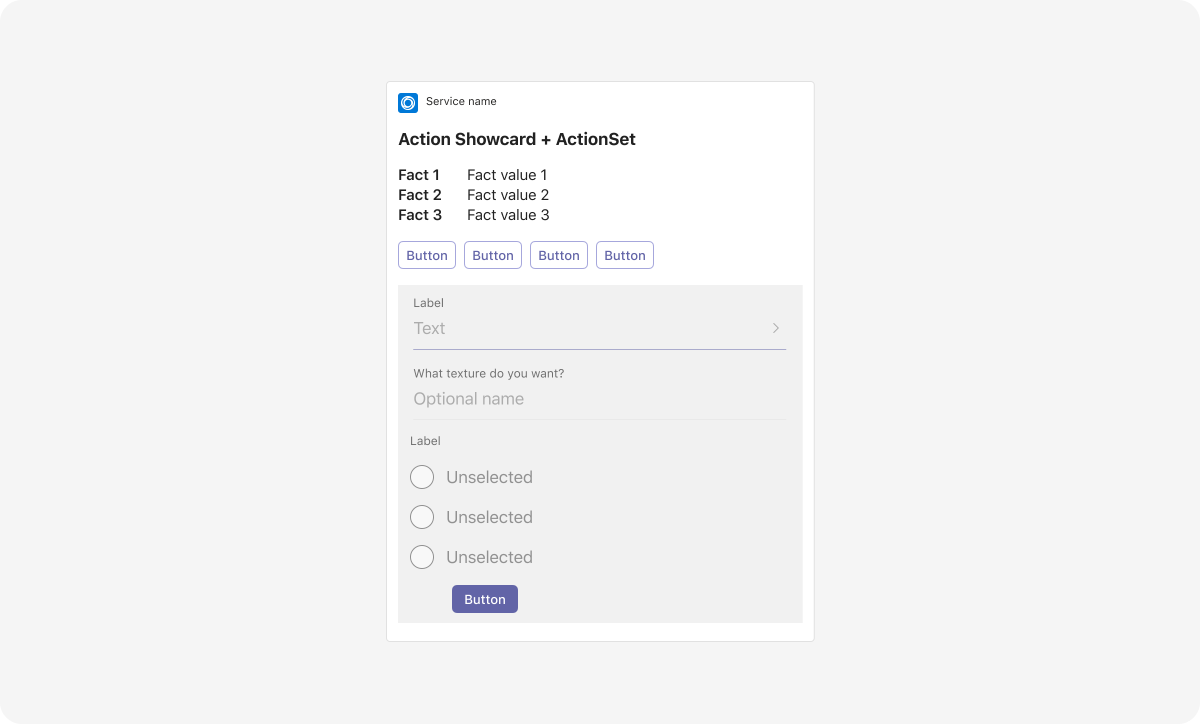 Service name
Action Showcard + ActionSet
Fact 1 Fact value 1
Fact 2 Fact value 2
Fact 3 Fact value 3
Button Button Button Button
Label
Text
What texture do you want?
Optional name
Label
Unselected
Unselected
Unselected
Button